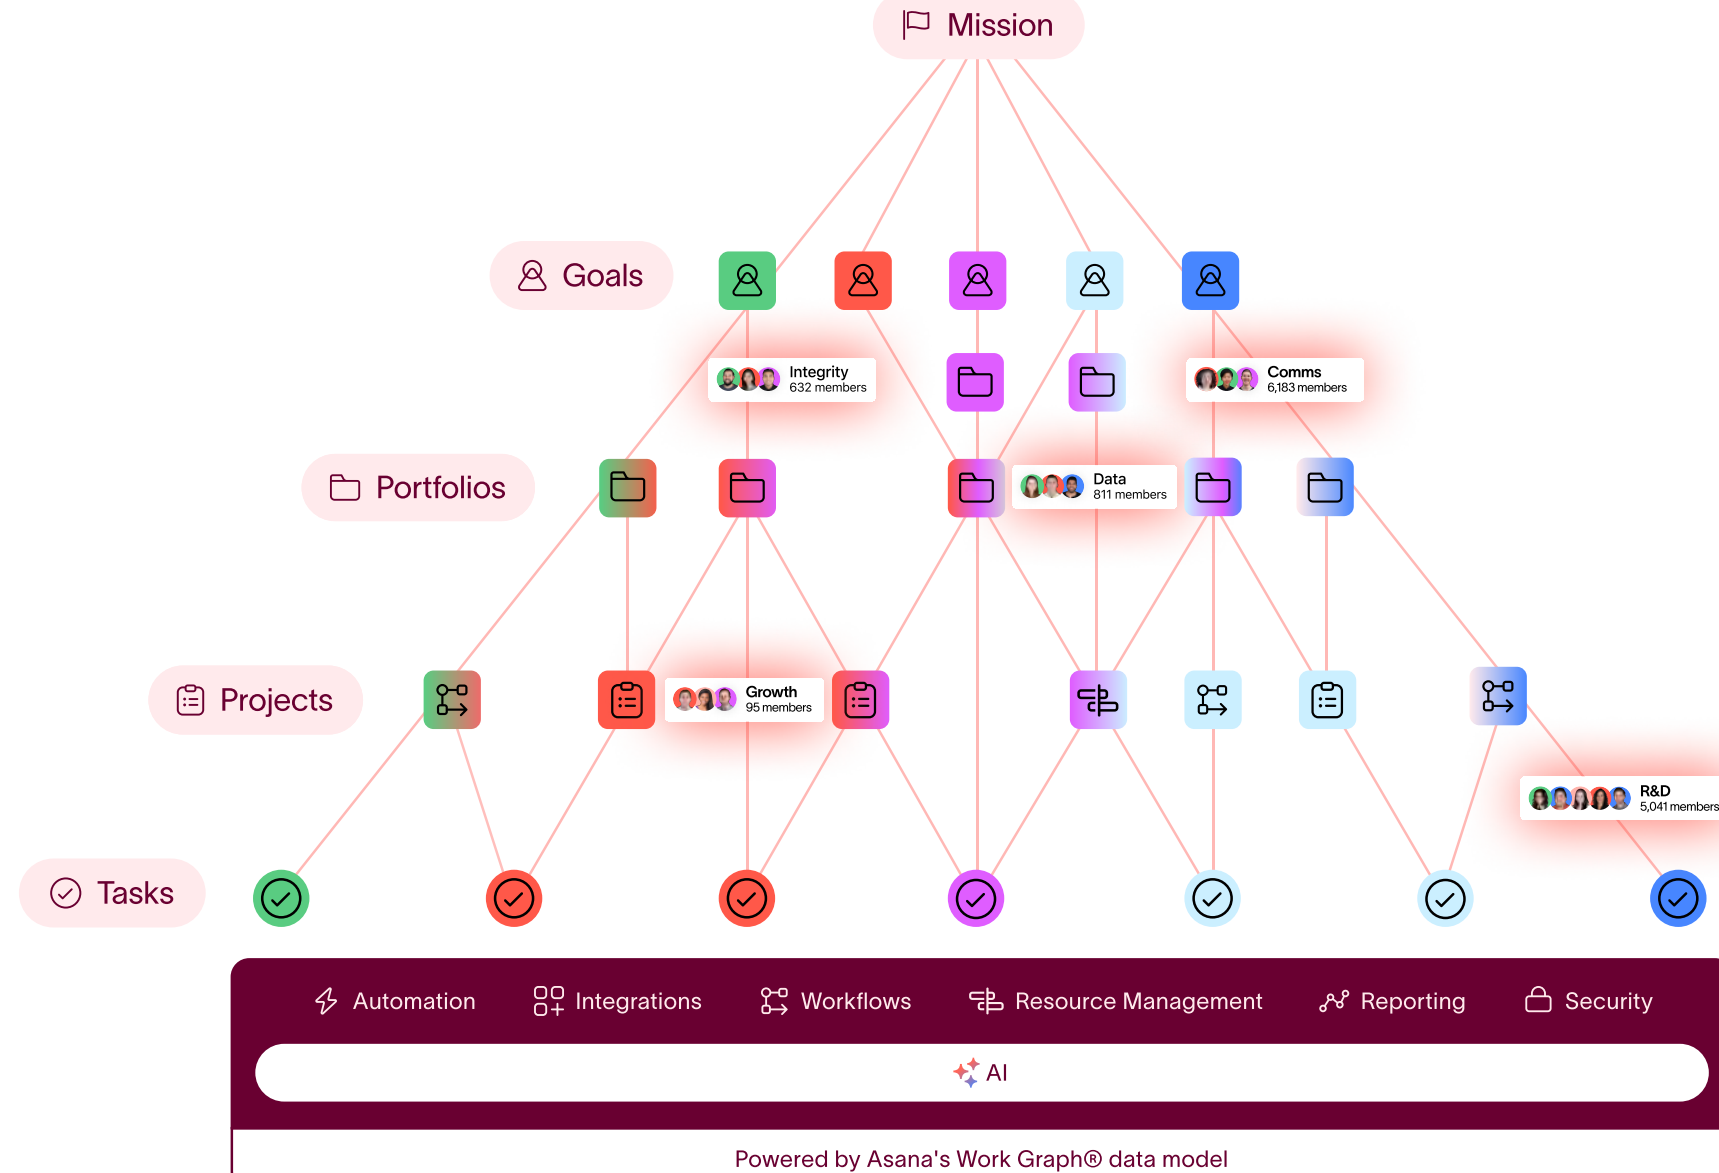 Mission
Goals
Integrity
632 members
Comms
6,183 members
Portfolios
Data
811 members
Projects
Growth
95 members
R&D
5,041 members
Tasks
Automation
Integrations
Workflows
Resource Management
Reporting
Security
AI
Powered by Asana's Work Graph® data model